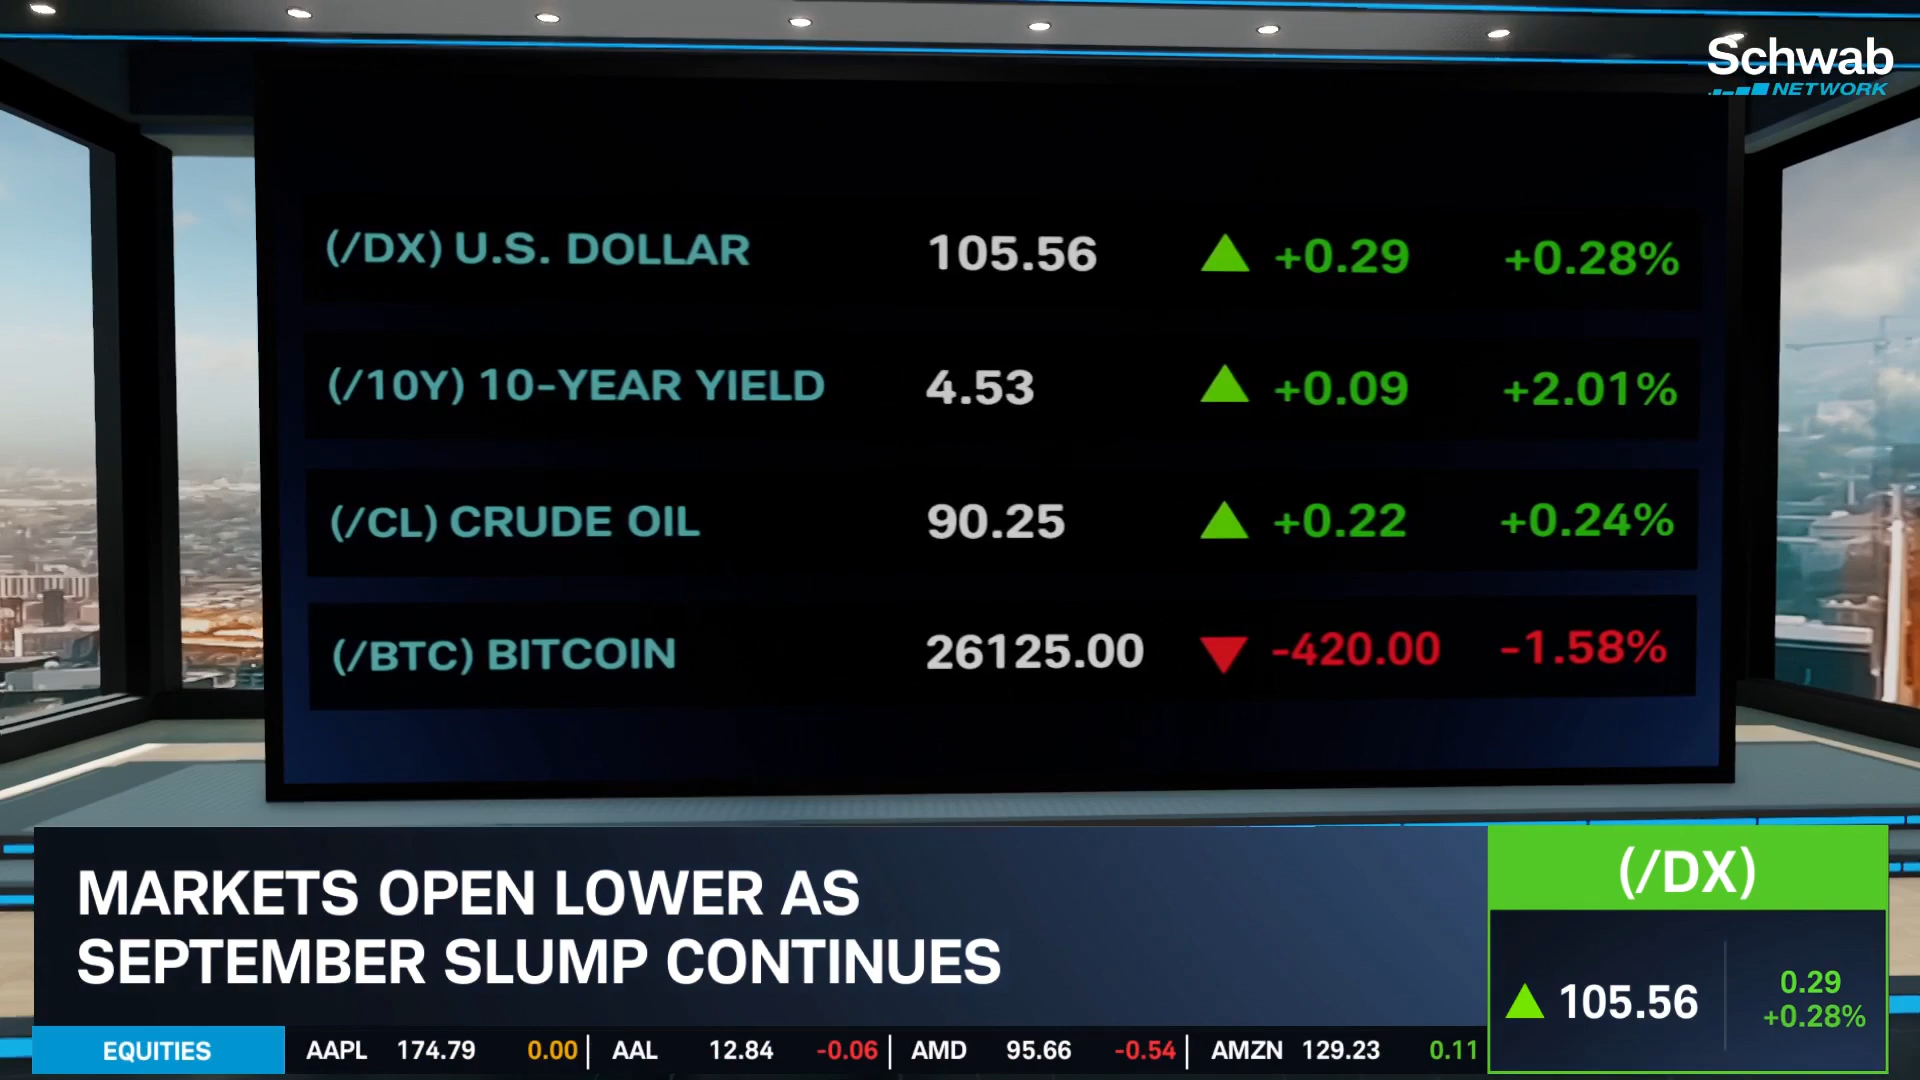 Schwab
NETWORK
(/DX) U.S. DOLLAR 105.56 +0.29 +0.28%
(/10Y) 10-YEAR YIELD 4.53 +0.09 +2.01%
(/CL) CRUDE OIL 90.25 +0.22 +0.24%
(/BTC) BITCOIN 26125.00 -420.00 -1.58%
MARKETS OPEN LOWER AS
SEPTEMBER SLUMP CONTINUES
(/DX)
105.56
0.29
+0.28%
EQUITIES AAPL 174.79 0.00 AAL 12.84 -0.06 AMD 95.66 -0.54 AMZN 129.23 0.11